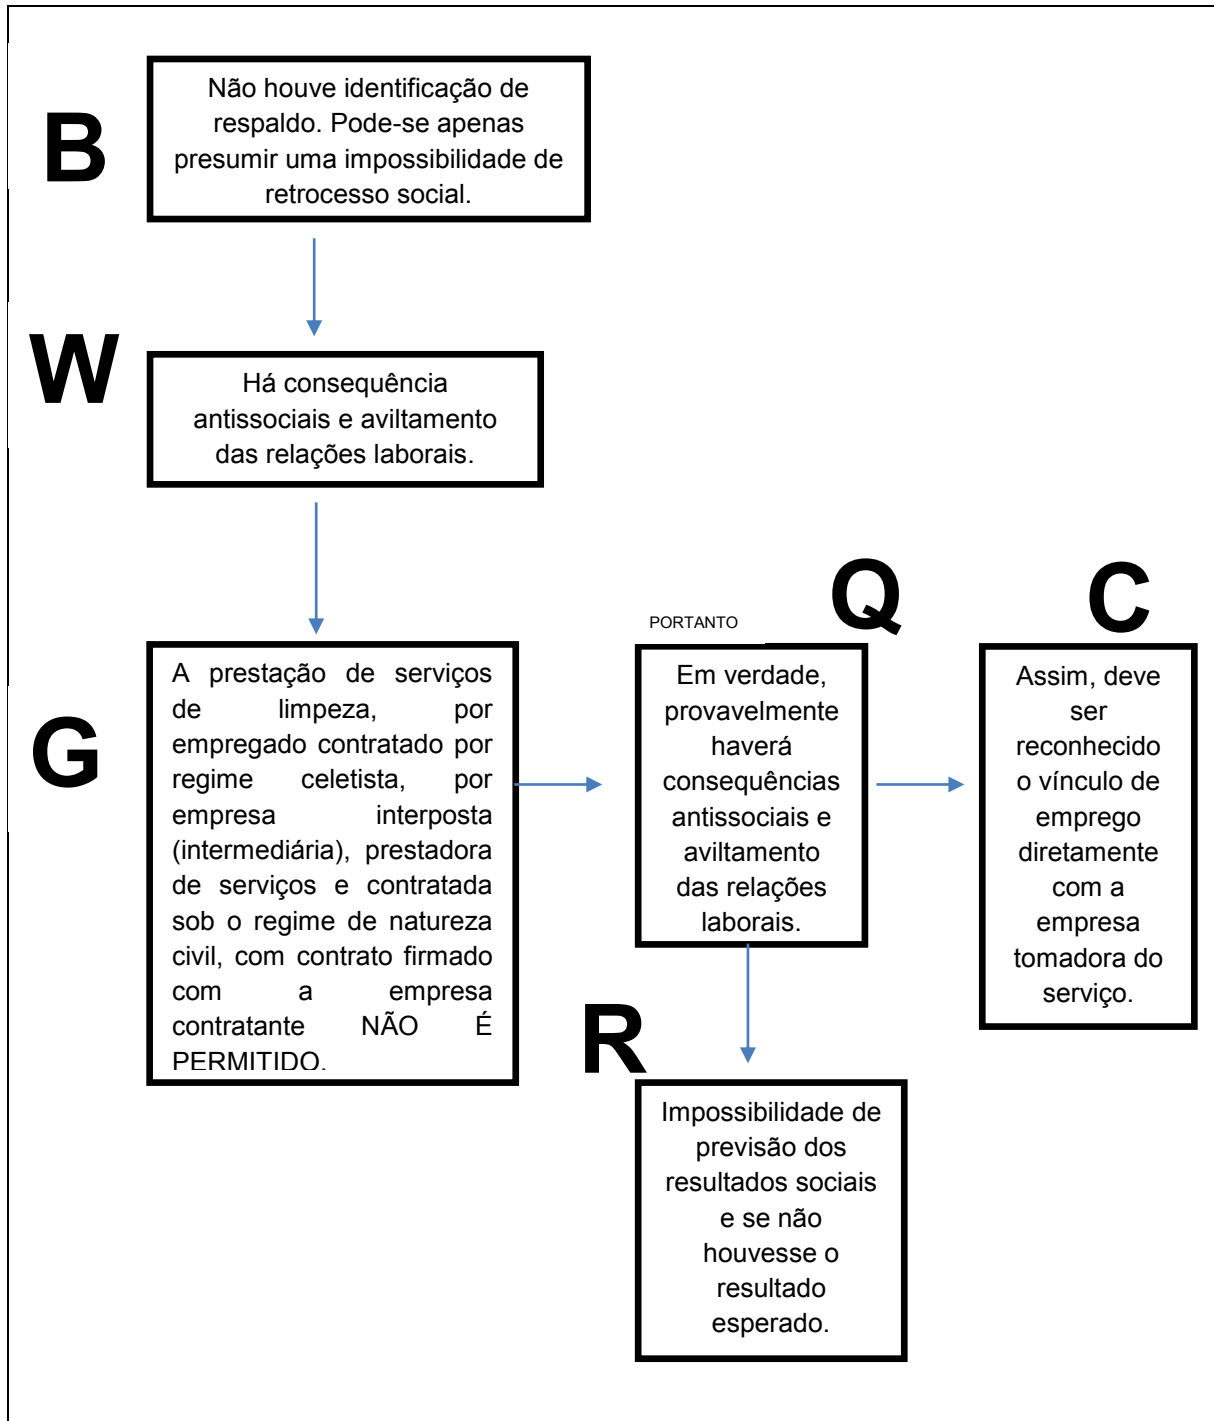 B
Não houve identificação de
respaldo. Pode-se apenas
presumir uma impossibilidade de
retrocesso social.
W
Há consequência
antissociais e aviltamento
das relações laborais.
G
A prestação de serviços
de limpeza, por
empregado contratado por
regime celetista, por
empresa interposta
(intermediária), prestadora
de serviços e contratada
sob o regime de natureza
civil, com contrato firmado
com a empresa
contratante NÃO É
PERMITIDO.
PORTANTO
Q
Em verdade,
provavelmente
haverá
consequências
antissociais e
aviltamento
das relações
laborais.
C
Assim, deve
ser
reconhecido
o vínculo de
emprego
diretamente
com a
empresa
tomadora do
serviço.
R
Impossibilidade de
previsão dos
resultados sociais
e se não
houvesse o
resultado
esperado.